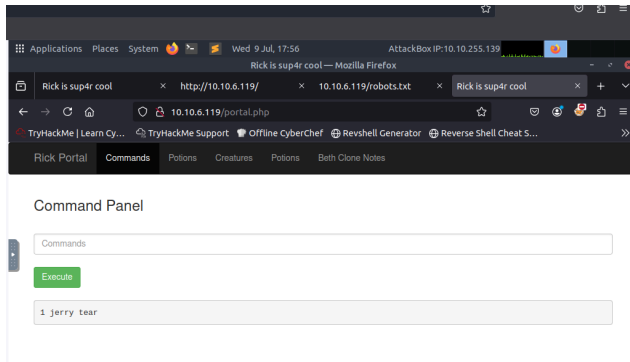 Applications Places System Wed 9 Jul, 17:56 AttackBox IP:10.10.255.139
Rick is sup4r cool — Mozilla Firefox
Rick is sup4r cool × http://10.10.6.119/ × 10.10.6.119/robots.txt × Rick is sup4r cool × +
10.10.6.119/portal.php
TryHackMe | Learn Cy... TryHackMe Support Offline CyberChef Revshell Generator Reverse Shell Cheat S...
Rick Portal Commands Potions Creatures Potions Beth Clone Notes
Command Panel
Commands
Execute
1 jerry tear